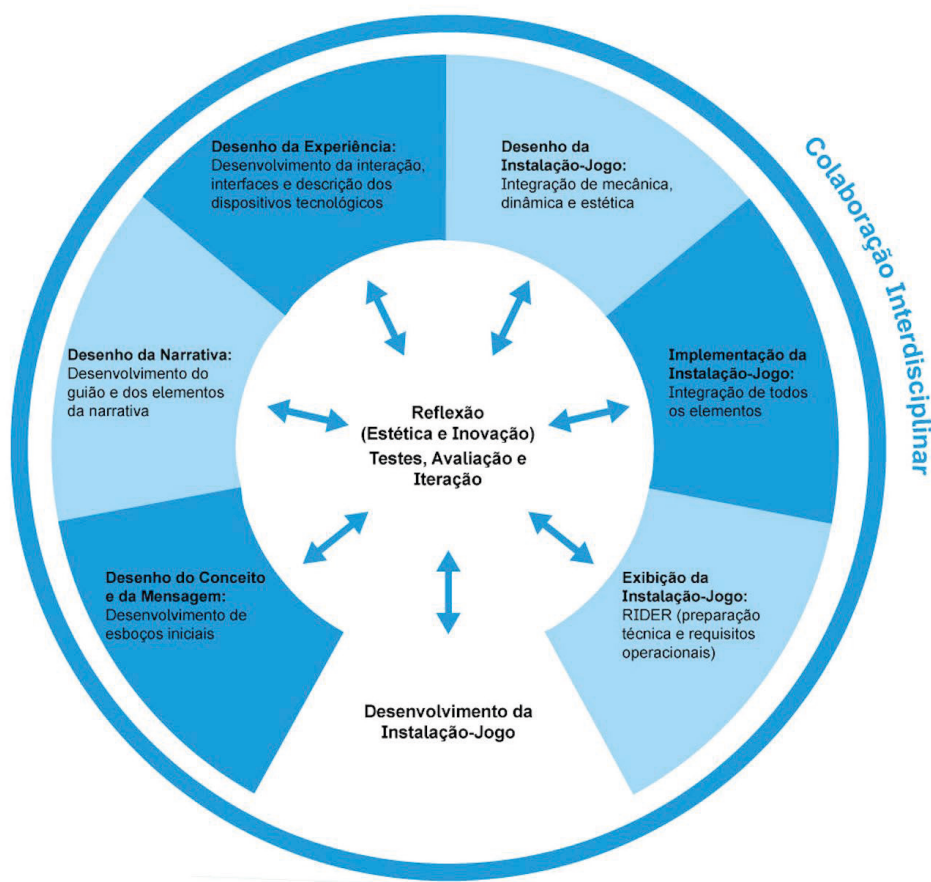 Desenho da Experiência:
Desenvolvimento da interação,
interfaces e descrição dos
dispositivos tecnológicos
Desenho da
Instalação-Jogo:
Integração de mecânica,
dinâmica e estética
Colaboração Interdisciplinar
Desenho da Narrativa:
Desenvolvimento do
guião e dos elementos
da narrativa
Implementação da
Instalação-Jogo:
Integração de todos
os elementos
Reflexão
(Estética e Inovação)
Testes, Avaliação e
Iteração
Desenho do Conceito
e da Mensagem:
Desenvolvimento de
esboços iniciais
Exibição da
Instalação-Jogo:
RIDER (preparação
técnica e requisitos
operacionais)
Desenvolvimento da
Instalação-Jogo